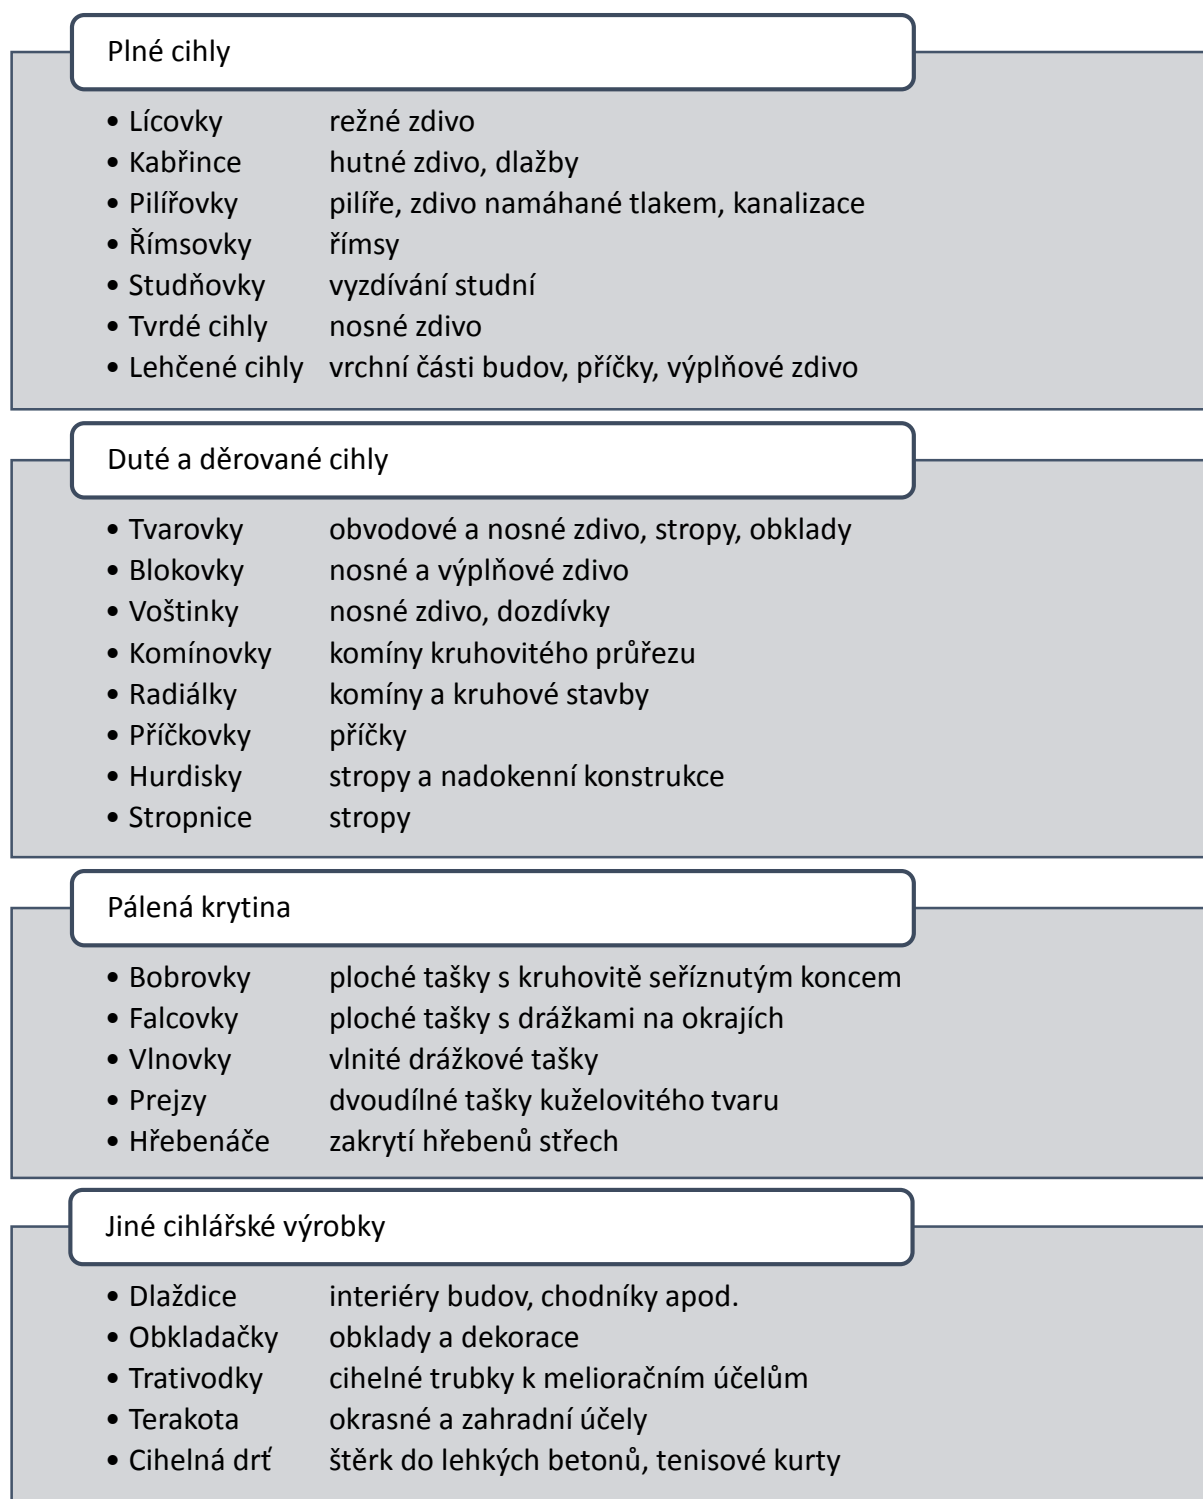 Plné cihly
• Lícovky režné zdivo
• Kabřince hutné zdivo, dlažby
• Pilířovky pilíře, zdivo namáhané tlakem, kanalizace
• Římsovky římsy
• Studňovky vyzdívání studní
• Tvrdé cihly nosné zdivo
• Lehčené cihly vrchní části budov, příčky, výplňové zdivo
Duté a děrované cihly
• Tvarovky obvodové a nosné zdivo, stropy, obklady
• Blokovky nosné a výplňové zdivo
• Voštinky nosné zdivo, dozdívky
• Komínovky komíny kruhovitého průřezu
• Radiálky komíny a kruhové stavby
• Příčkovky příčky
• Hurdisky stropy a nadokenní konstrukce
• Stropnice stropy
Pálená krytina
• Bobrovky ploché tašky s kruhovitě seříznutým koncem
• Falcovky ploché tašky s drážkami na okrajích
• Vlnovky vlnité drážkové tašky
• Prejzy dvoudílné tašky kuželovitého tvaru
• Hřebenáče zakrytí hřebenů střech
Jiné cihlářské výrobky
• Dlaždice interiéry budov, chodníky apod.
• Obkladačky obklady a dekorace
• Trativodky cihelné trubky k melioračním účelům
• Terakota okrasné a zahradní účely
• Cihelná drť štěrk do lehkých betonů, tenisové kurty